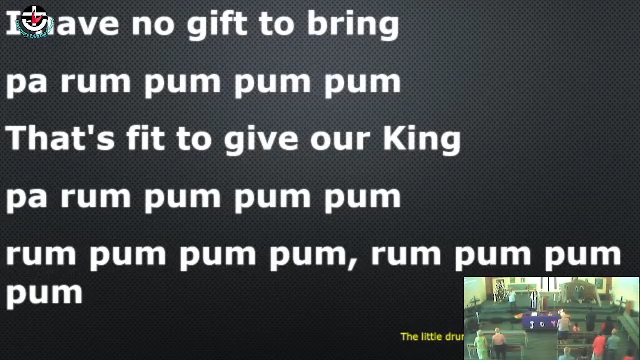 I have no gift to bring
pa rum pum pum pum
That's fit to give our King
pa rum pum pum pum
rum pum pum pum, rum pum pum
pum
The little